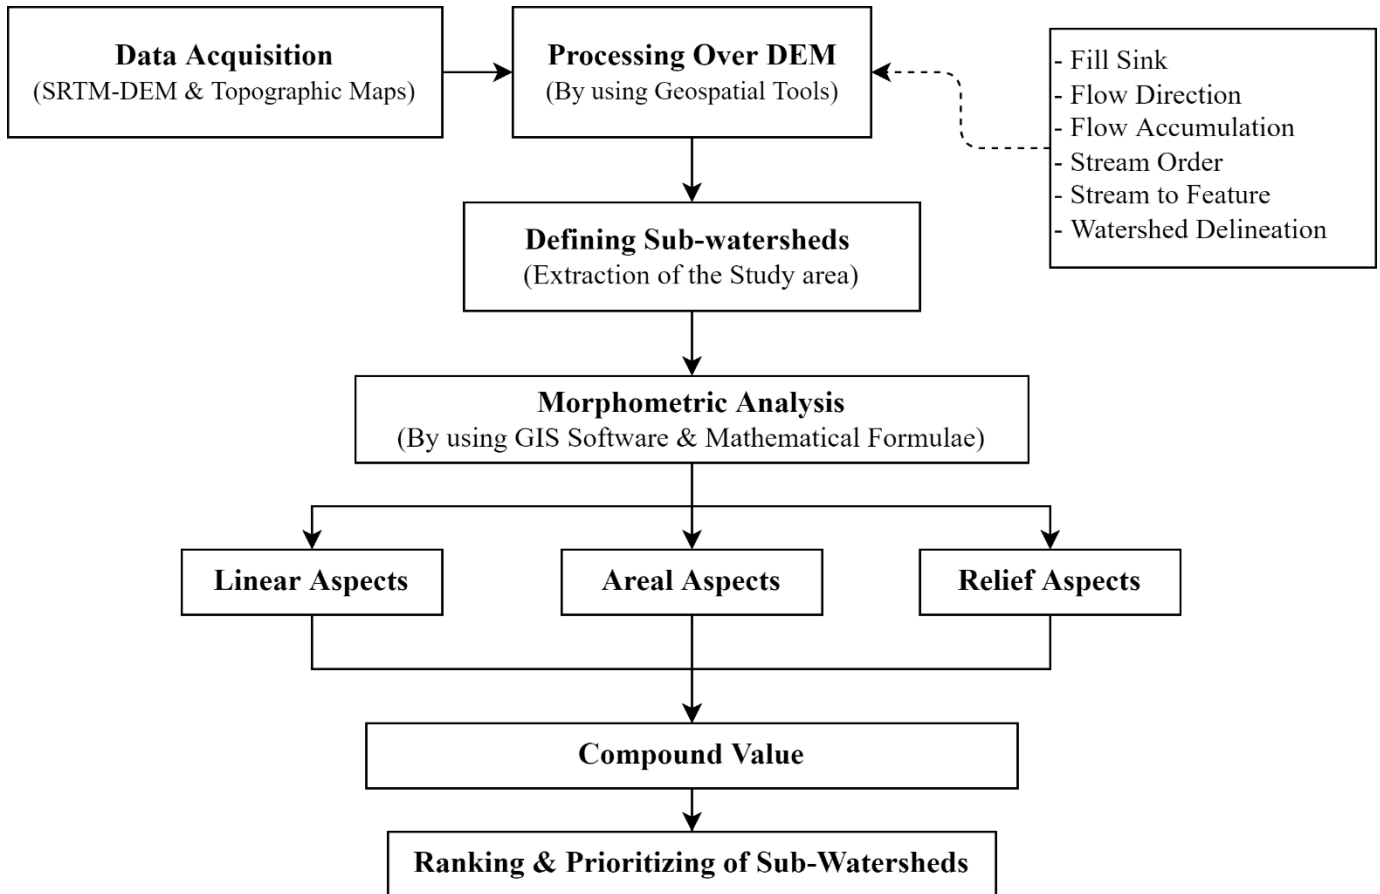 Data Acquisition
(SRTM-DEM & Topographic Maps)
Processing Over DEM
(By using Geospatial Tools)
- Fill Sink
- Flow Direction
- Flow Accumulation
- Stream Order
- Stream to Feature
- Watershed Delineation
Defining Sub-watersheds
(Extraction of the Study area)
Morphometric Analysis
(By using GIS Software & Mathematical Formulae)
Linear Aspects
Areal Aspects
Relief Aspects
Compound Value
Ranking & Prioritizing of Sub-Watersheds